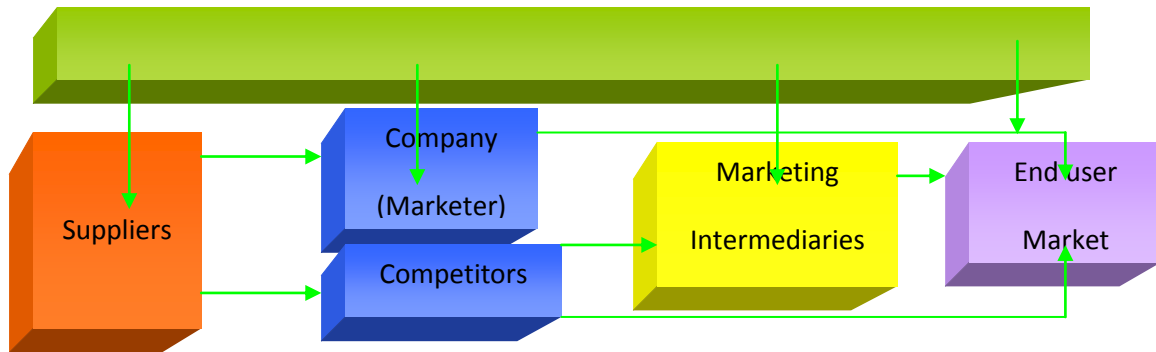 Suppliers
Company
(Marketer)
Competitors
Marketing
Intermediaries
End user
Market